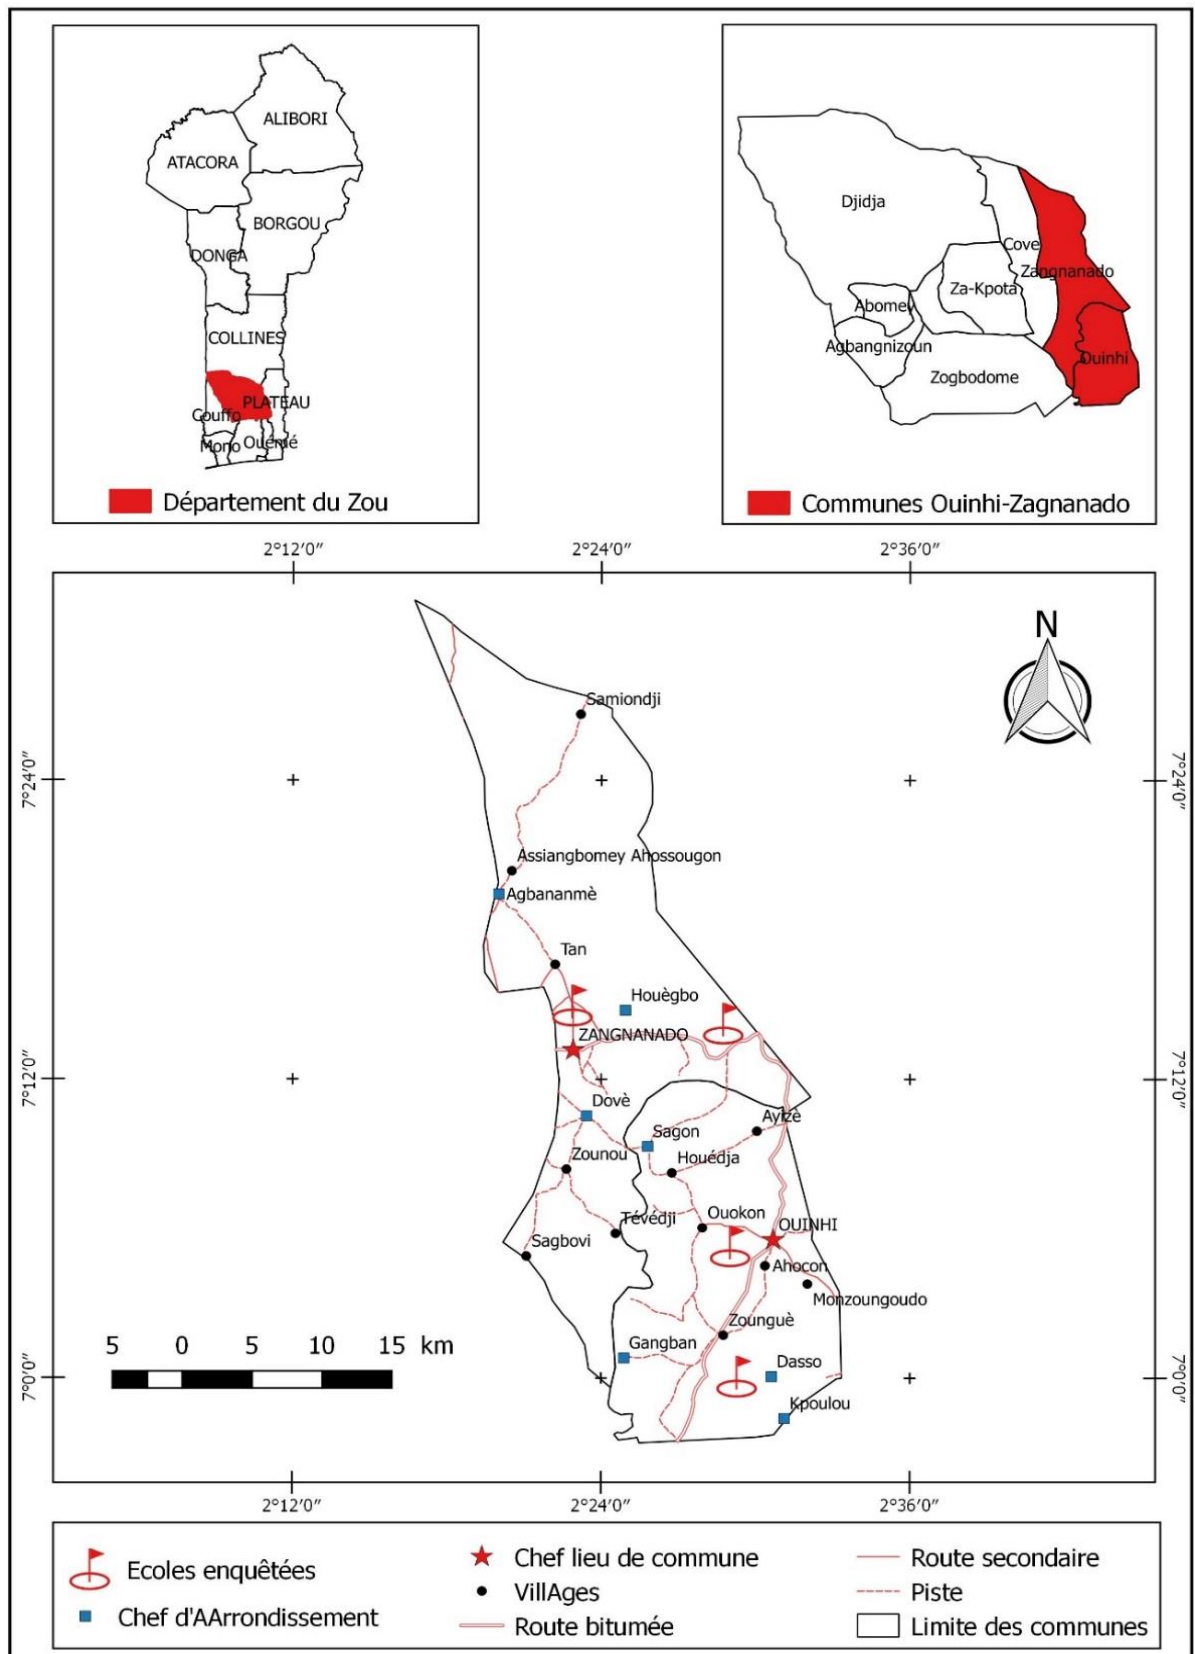 ALIBORI
ATACORA
BORGOU
DONGA
COLLINES
PLATEAU
Couffo
Mono Ouémé
Département du Zou
Djidja
Cove
Zangnanado
Za-Kpota
Abomey
Agbangnizoun
Ouinhi
Zogbodome
Communes Ouinhi-Zagnanado
2°12'0" 2°24'0" 2°36'0"
N
Samiondji
7°24'0" 7°24'0"
Assiangbomey Ahossougon
Agbananmè
Tan
Houègbo
ZANGNANADO
7°12'0" 7°12'0"
Dovè
Ayizè
Sagon
Zounou
Houédja
Ouokon
Tévédji
OUINHI
Sagbovi
Ahocon
Monzoungoudo
Zounguè
5 0 5 10 15 km
Gangban
Dasso
7°0'0" 7°0'0"
Kpoulou
2°12'0" 2°24'0" 2°36'0"
Ecoles enquêtées
Chef d'AArrondissement
Chef lieu de commune
VillAges
Route bitumée
Route secondaire
Piste
Limite des communes